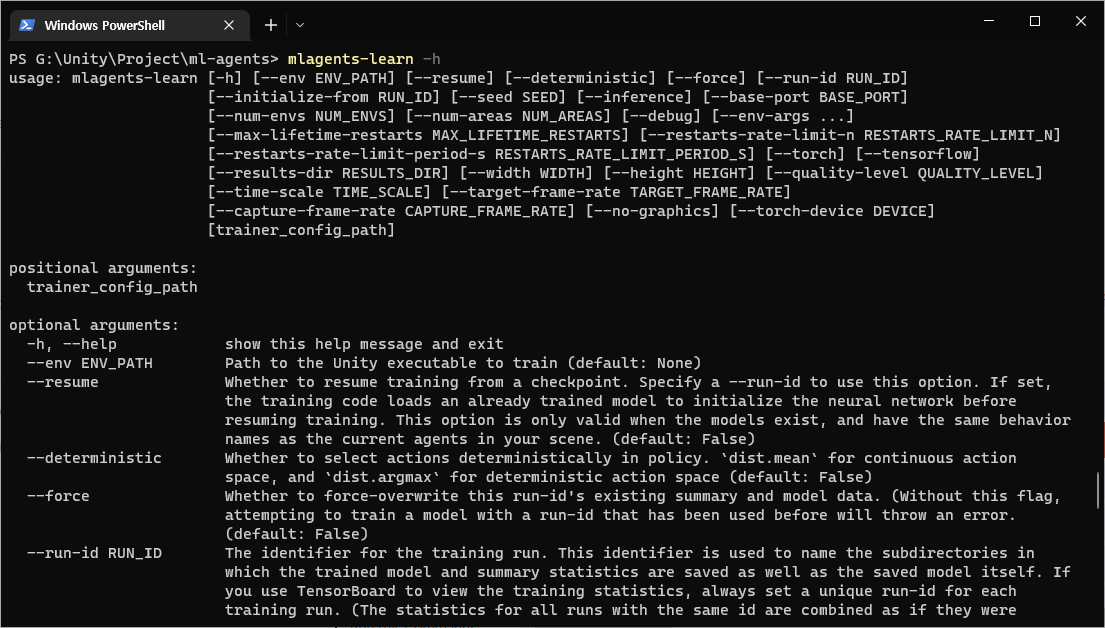 Windows PowerShell
PS G:\Unity\Project\ml-agents> mlagents-learn -h
usage: mlagents-learn [-h] [--env ENV_PATH] [--resume] [--deterministic] [--force] [--run-id RUN_ID]
[--initialize-from RUN_ID] [--seed SEED] [--inference] [--base-port BASE_PORT]
[--num-envs NUM_ENVS] [--num-areas NUM_AREAS] [--debug] [--env-args ...]
[--max-lifetime-restarts MAX_LIFETIME_RESTARTS] [--restarts-rate-limit-n RESTARTS_RATE_LIMIT_N]
[--restarts-rate-limit-period-s RESTARTS_RATE_LIMIT_PERIOD_S] [--torch] [--tensorflow]
[--results-dir RESULTS_DIR] [--width WIDTH] [--height HEIGHT] [--quality-level QUALITY_LEVEL]
[--time-scale TIME_SCALE] [--target-frame-rate TARGET_FRAME_RATE]
[--capture-frame-rate CAPTURE_FRAME_RATE] [--no-graphics] [--torch-device DEVICE]
[trainer_config_path]
positional arguments:
trainer_config_path
optional arguments:
-h, --help show this help message and exit
--env ENV_PATH Path to the Unity executable to train (default: None)
--resume Whether to resume training from a checkpoint. Specify a --run-id to use this option. If set,
the training code loads an already trained model to initialize the neural network before
resuming training. This option is only valid when the models exist, and have the same behavior
names as the current agents in your scene. (default: False)
--deterministic Whether to select actions deterministically in policy. `dist.mean` for continuous action
space, and `dist.argmax` for deterministic action space (default: False)
--force Whether to force-overwrite this run-id's existing summary and model data. (Without this flag,
attempting to train a model with a run-id that has been used before will throw an error.
(default: False)
--run-id RUN_ID The identifier for the training run. This identifier is used to name the subdirectories in
which the trained model and summary statistics are saved as well as the saved model itself. If
you use TensorBoard to view the training statistics, always set a unique run-id for each
training run. (The statistics for all runs with the same id are combined as if they were